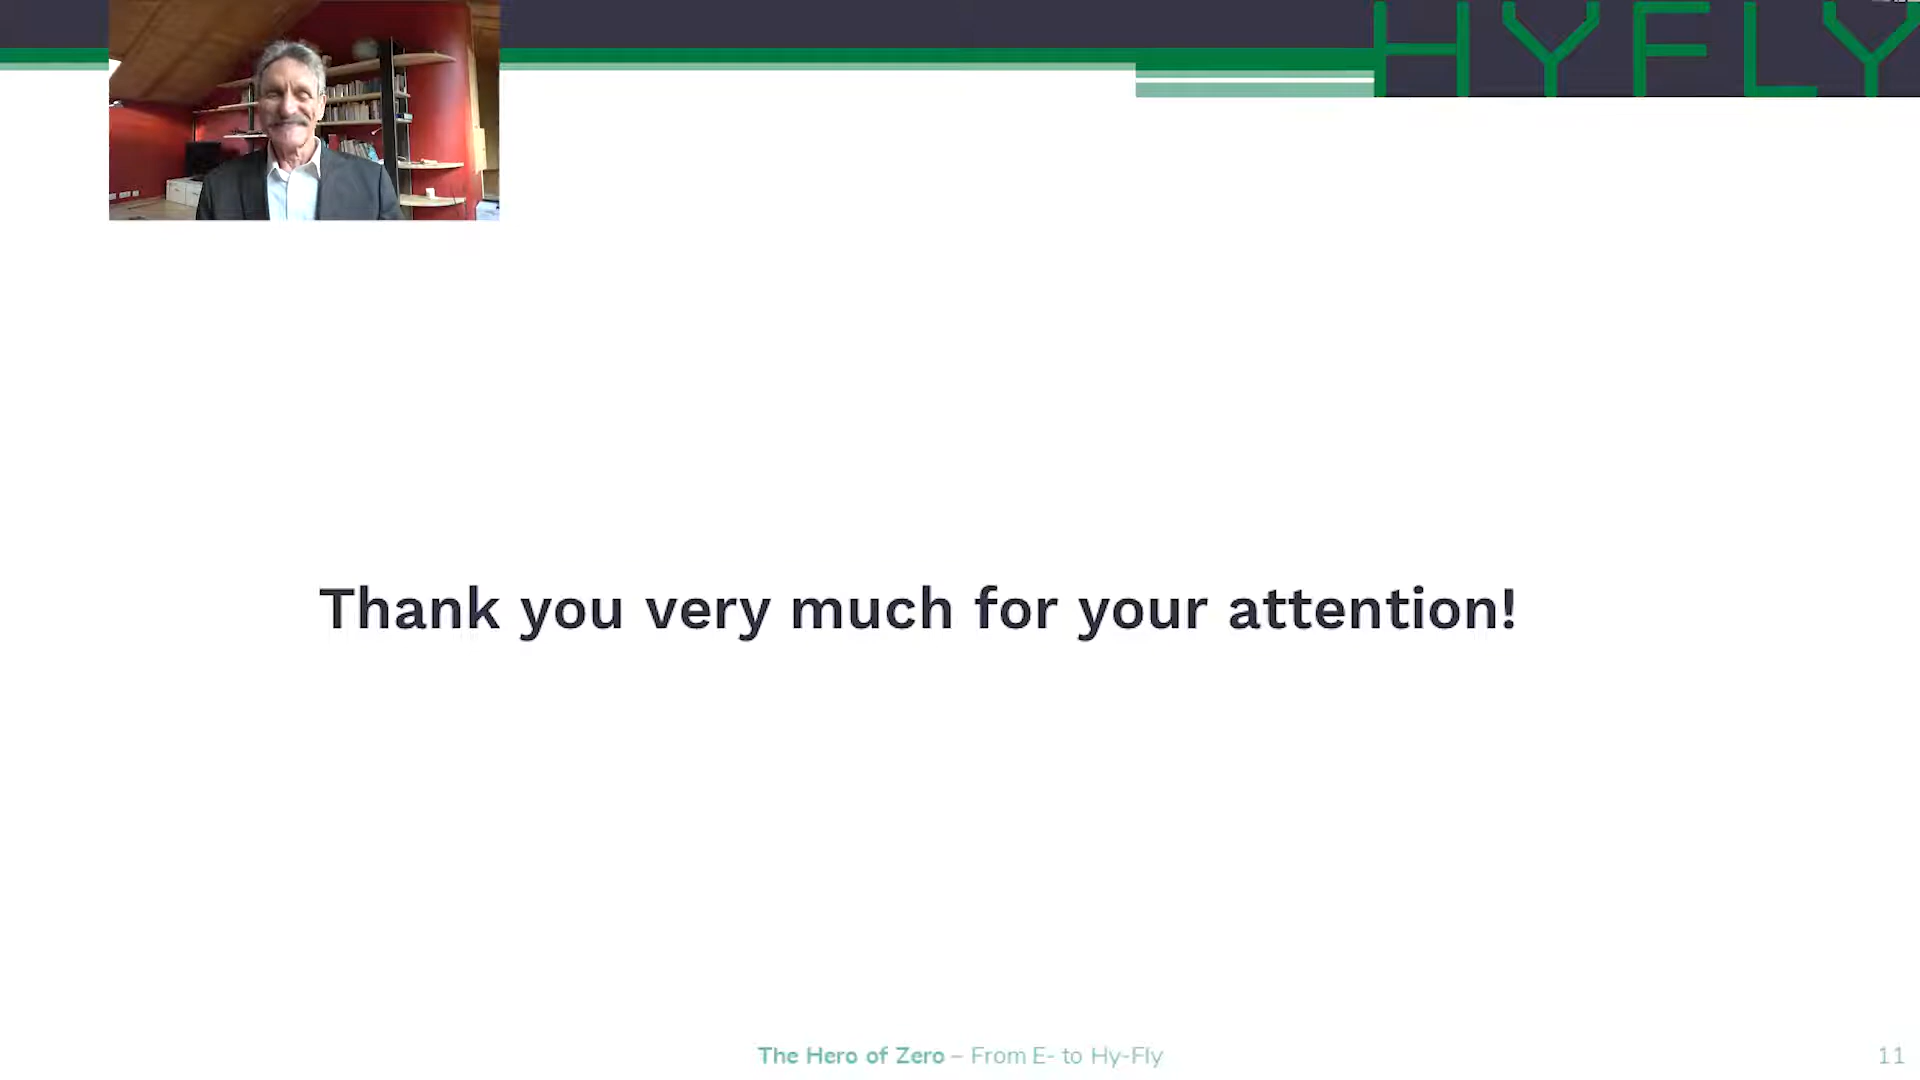 HYFLY
Thank you very much for your attention!
The Hero of Zero – From E- to Hy-Fly
11